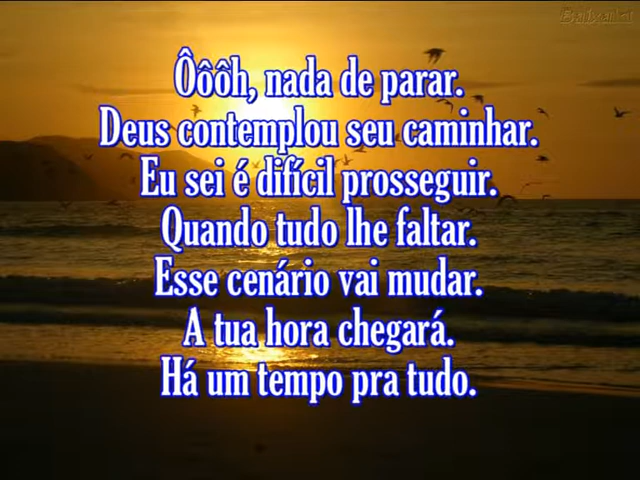 Ôôôh, nada de parar.
Deus contemplou seu caminhar.
Eu sei é difícil prosseguir.
Quando tudo lhe faltar.
Esse cenário vai mudar.
A tua hora chegará.
Há um tempo pra tudo.